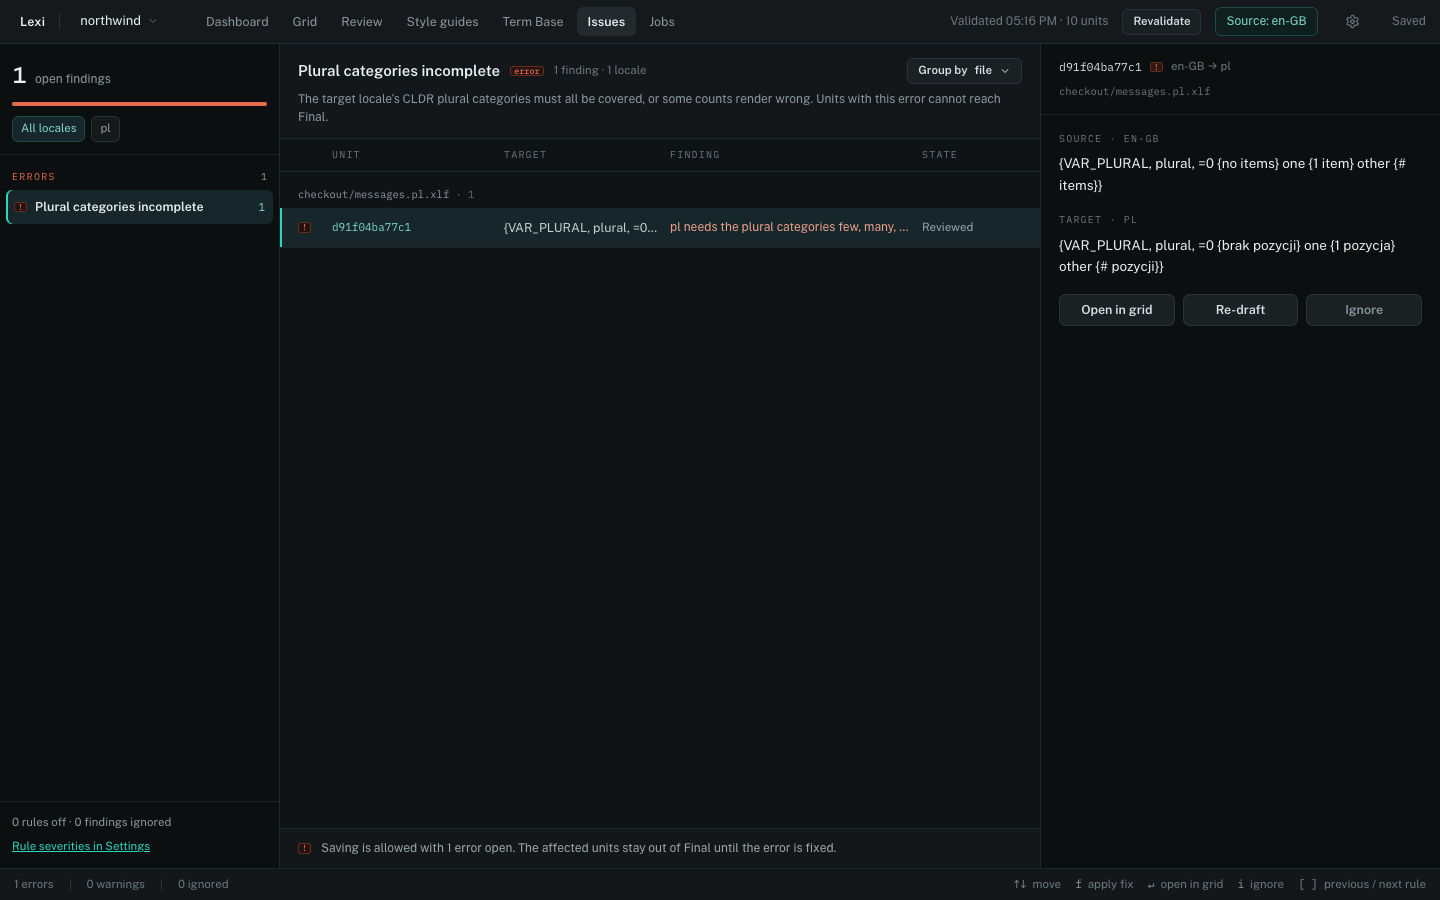 Lexi
northwind
Dashboard Grid Review Style guides Term Base Issues Jobs
Validated 05:16 PM · 10 units
Revalidate
Source: en-GB
Saved
1 open findings
All locales pl
ERRORS 1
! Plural categories incomplete 1
0 rules off · 0 findings ignored
Rule severities in Settings
Plural categories incomplete error 1 finding · 1 locale
Group by file
The target locale's CLDR plural categories must all be covered, or some counts render wrong. Units with this error cannot reach
Final.
UNIT TARGET FINDING STATE
checkout/messages.pl.xlf · 1
! d91f04ba77c1 {VAR_PLURAL, plural, =0... pl needs the plural categories few, many, ... Reviewed
! Saving is allowed with 1 error open. The affected units stay out of Final until the error is fixed.
d91f04ba77c1 ! en-GB → pl
checkout/messages.pl.xlf
SOURCE · EN-GB
{VAR_PLURAL, plural, =0 {no items} one {1 item} other {#
items}}
TARGET · PL
{VAR_PLURAL, plural, =0 {brak pozycji} one {1 pozycja}
other {# pozycji}}
Open in grid Re-draft Ignore
1 errors 0 warnings 0 ignored
↑↓ move f apply fix ↵ open in grid i ignore [ ] previous / next rule